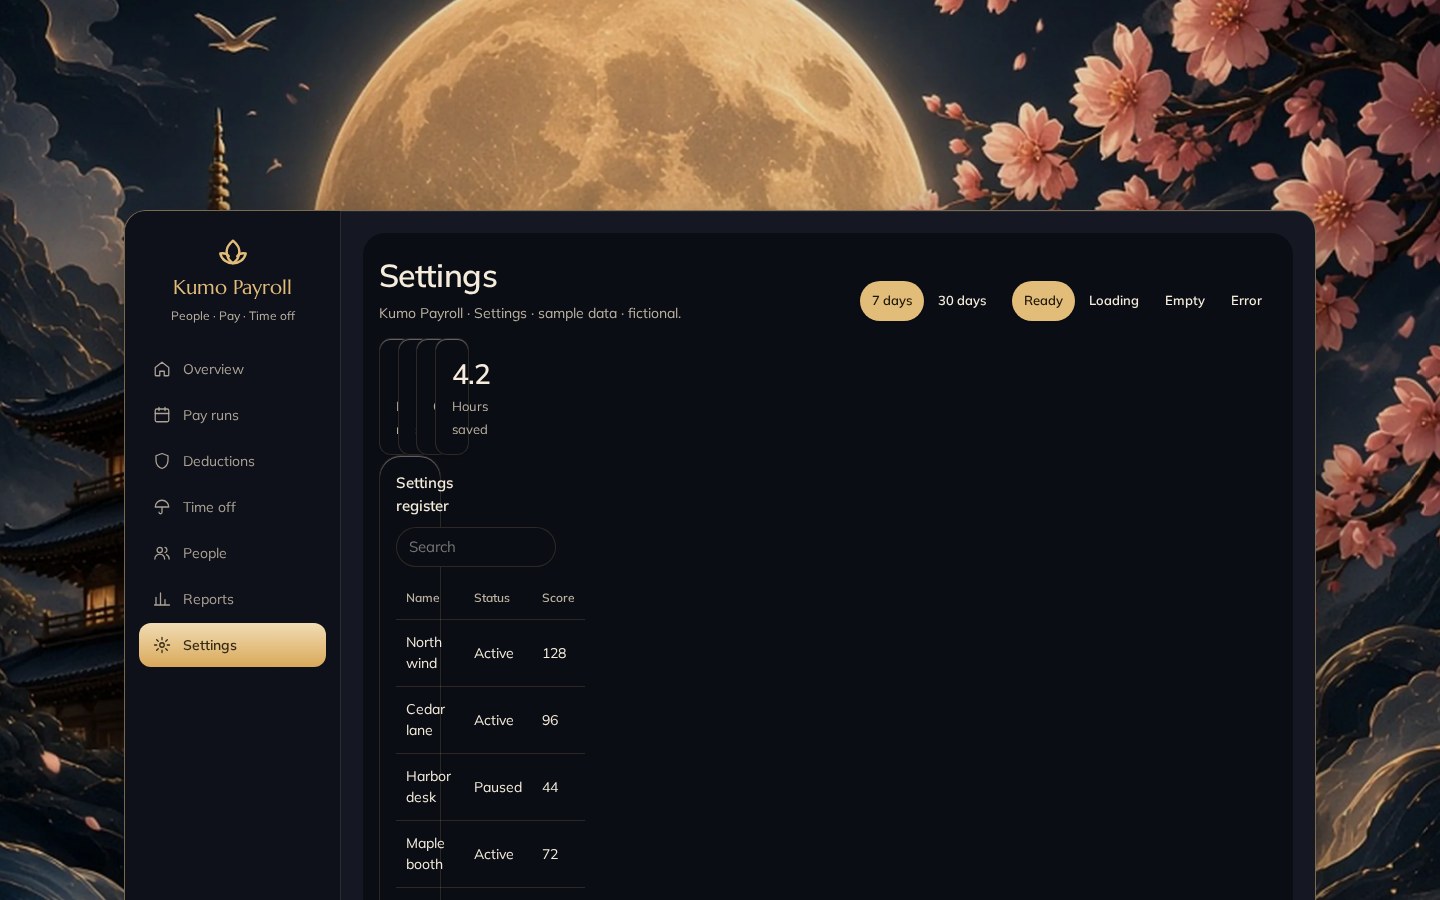 Kumo Payroll
People · Pay · Time off
Overview
Pay runs
Deductions
Time off
People
Reports
Settings
Settings
Kumo Payroll · Settings · sample data · fictional.
7 days
30 days
Ready
Loading
Empty
Error
4.2
Hours
saved
Settings
register
Search
Name Status Score
North
wind
Active 128
Cedar
lane
Active 96
Harbor
desk
Paused 44
Maple
booth
Active 72